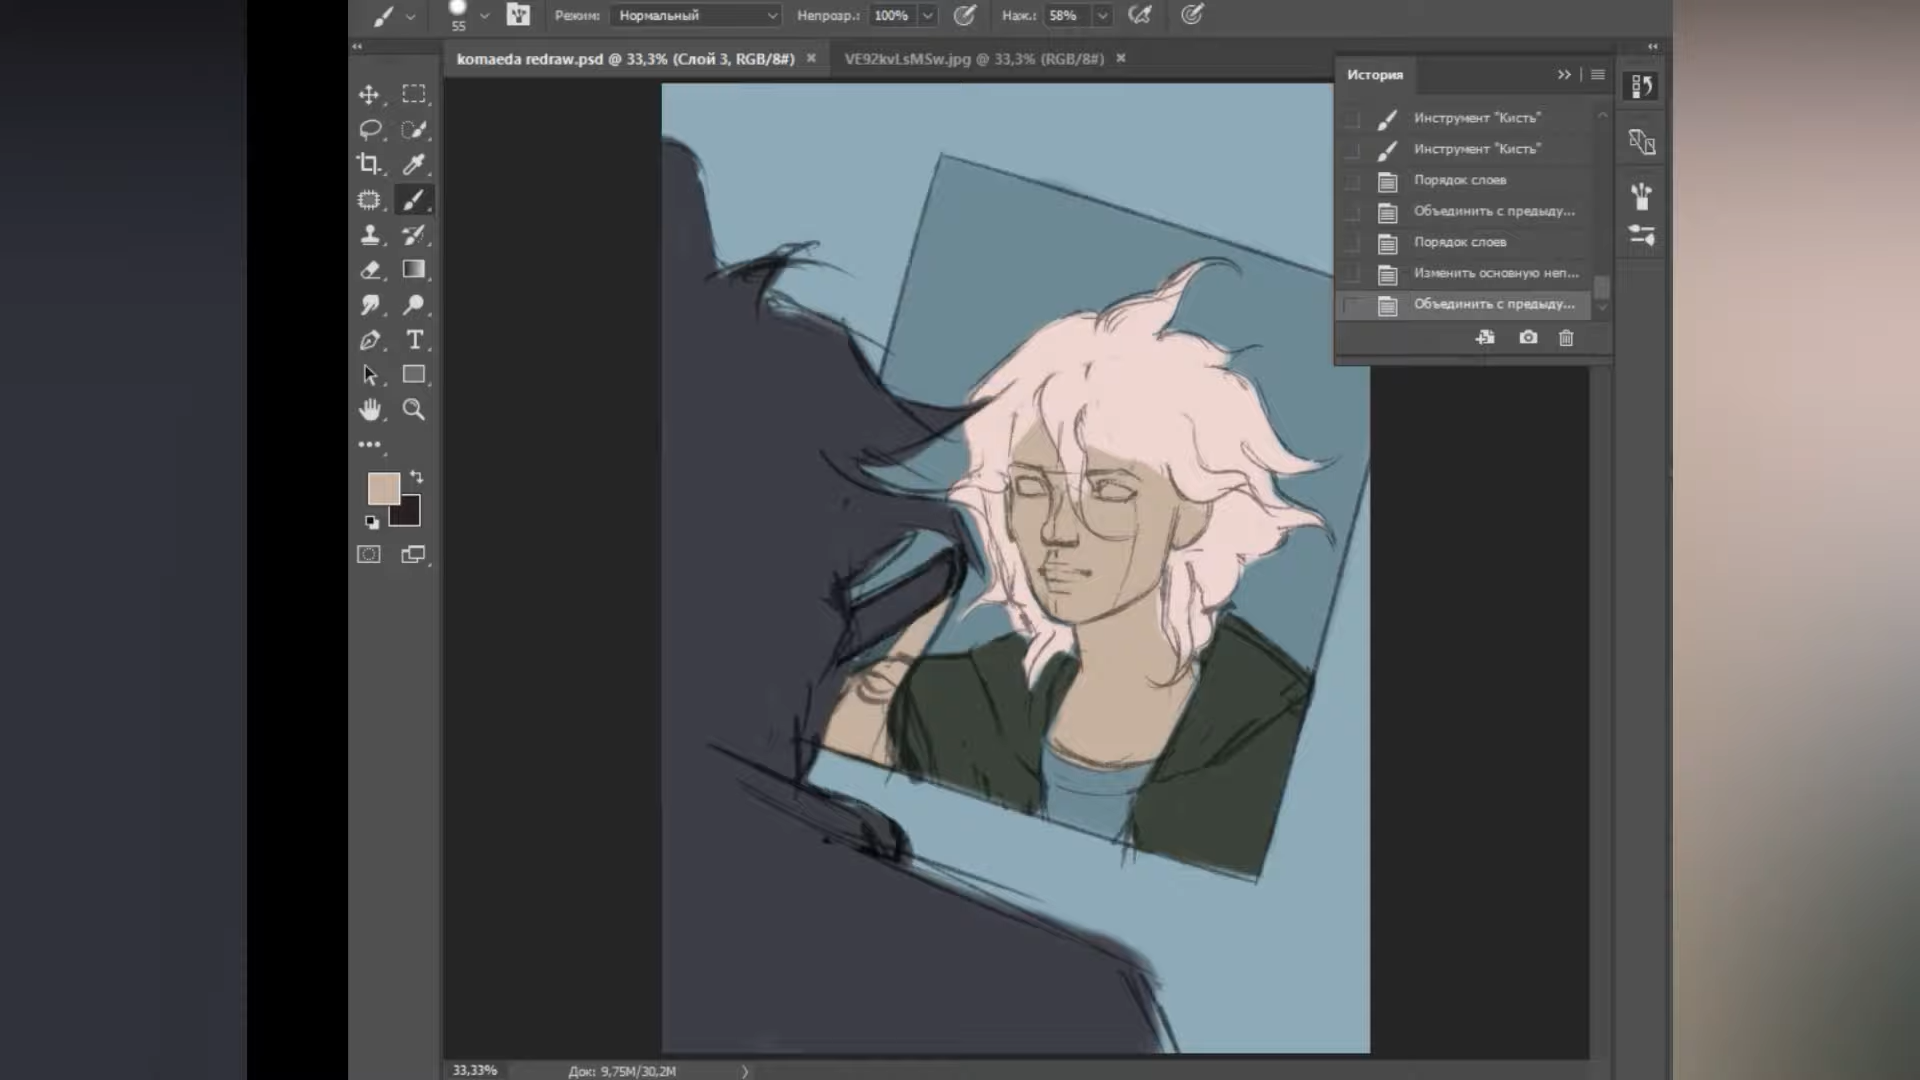 55
Режим: Нормальный Непрозр.: 100% Наж.: 58%
komaeda redraw.psd @ 33,3% (Слой 3, RGB/8#) × VE92kvLsMSw.jpg @ 33,3% (RGB/8#) ×
История
Инструмент "Кисть"
Инструмент "Кисть"
Порядок слоев
Объединить с предыду...
Порядок слоев
Изменить основную неп...
Объединить с предыду...
33,33% Док: 9,75M/30,2M